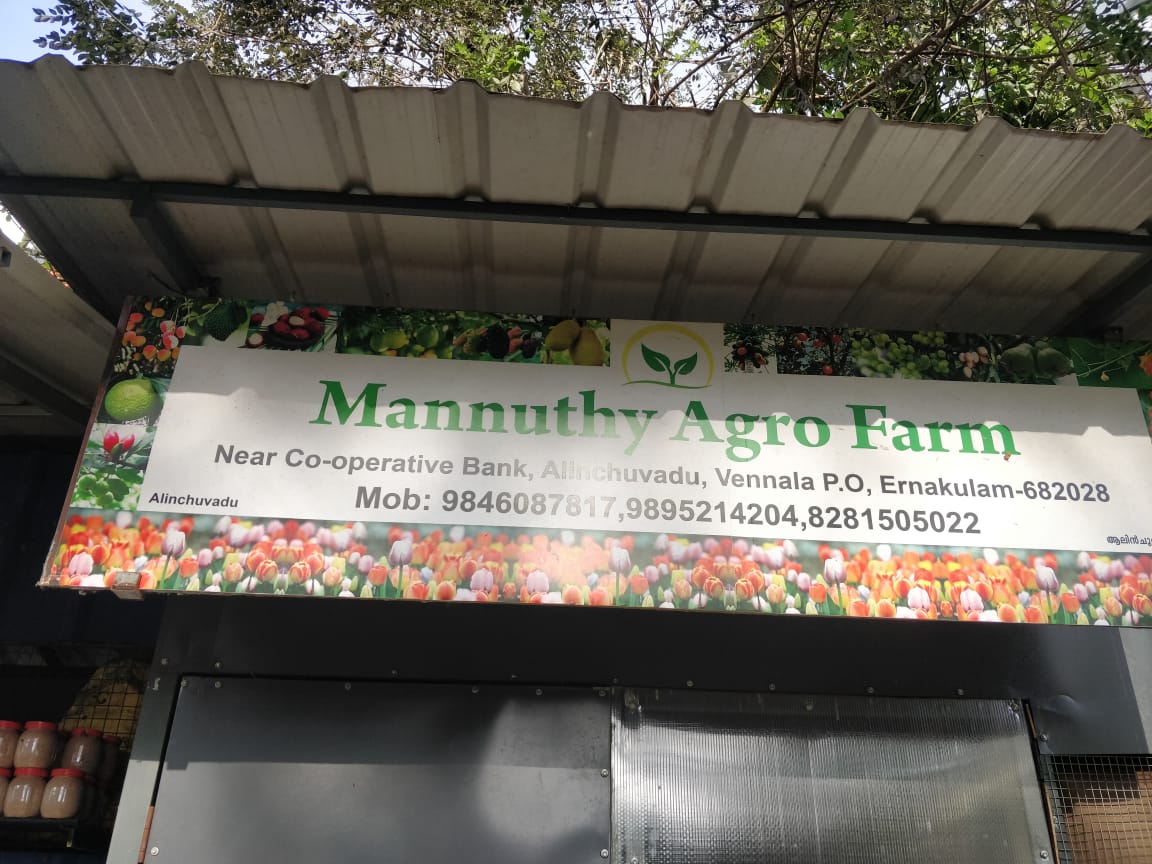 Mannuthy Agro Farm
Near Co-operative Bank, Alinchuvadu, Vennala P.O, Ernakulam-682028
Mob: 9846087817,9895214204,8281505022
Alinchuvadu